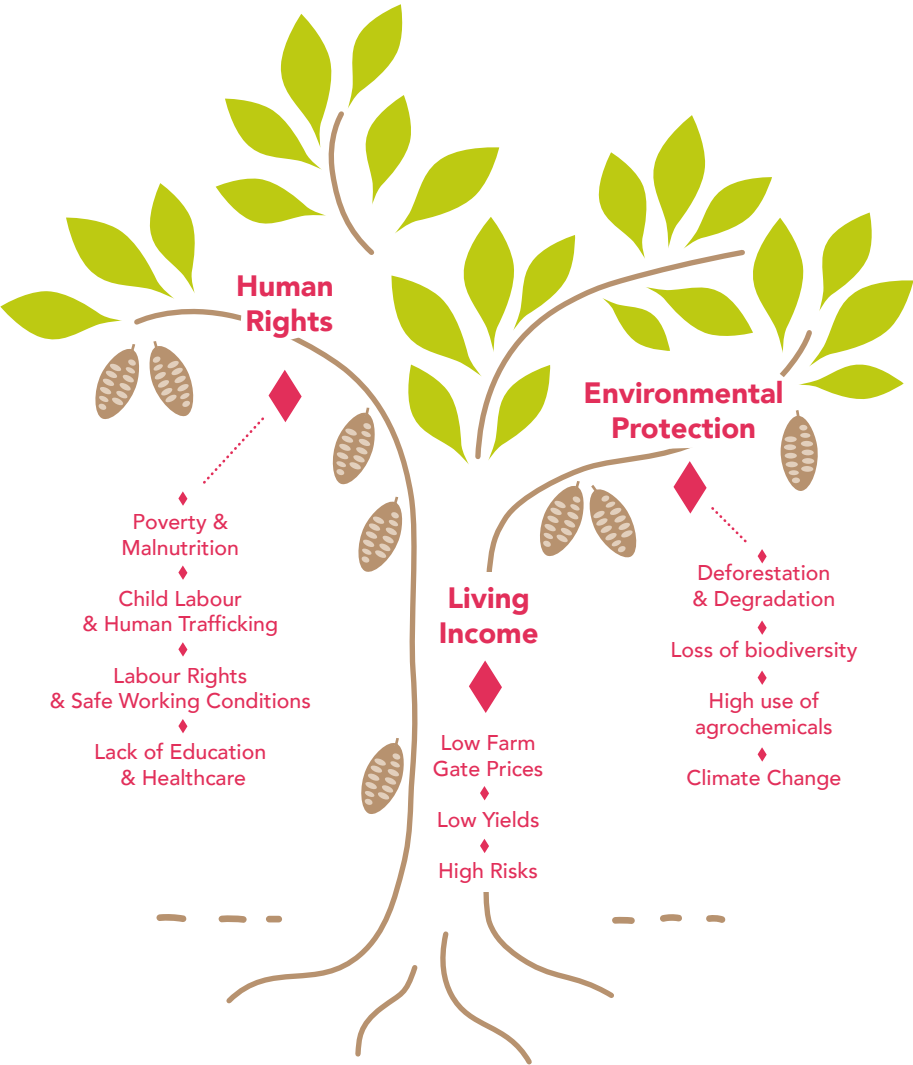 Human
Rights
Poverty &
Malnutrition
Child Labour
& Human Trafficking
Labour Rights
& Safe Working Conditions
Lack of Education
& Healthcare
Living
Income
Low Farm
Gate Prices
Low Yields
High Risks
Environmental
Protection
Deforestation
& Degradation
Loss of biodiversity
High use of
agrochemicals
Climate Change